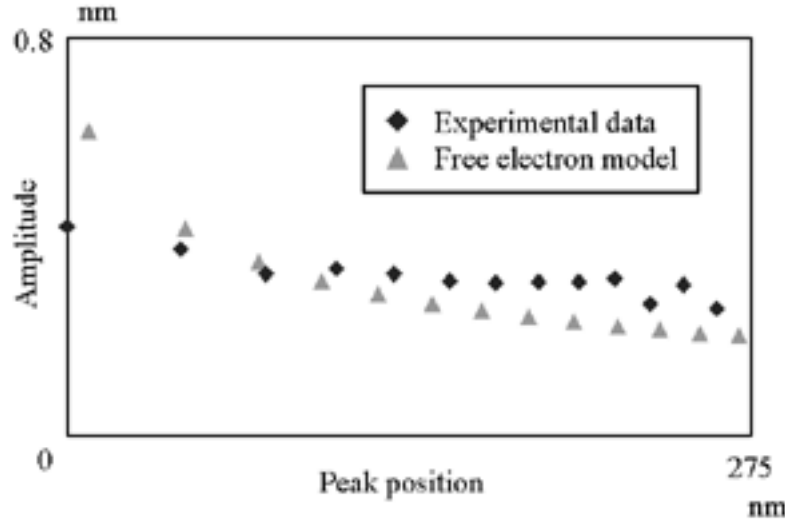 nm
0.8
Experimental data
Free electron model
Amplitude
0
Peak position
275
nm